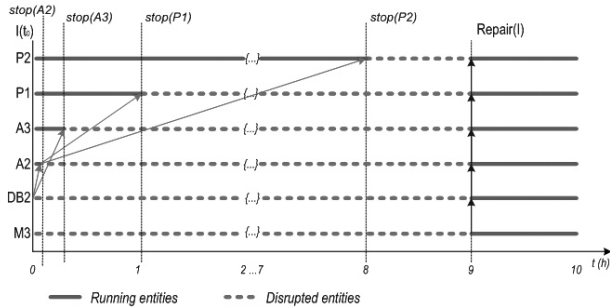 stop(A2)
stop(A3)
stop(P1)
stop(P2)
I(t₀)
Repair(I)
P2
{...}
P1
{...}
A3
{...}
A2
{...}
DB2
{...}
M3
{...}
0
1
2 ...7
8
9
10
t (h)
Running entities
Disrupted entities